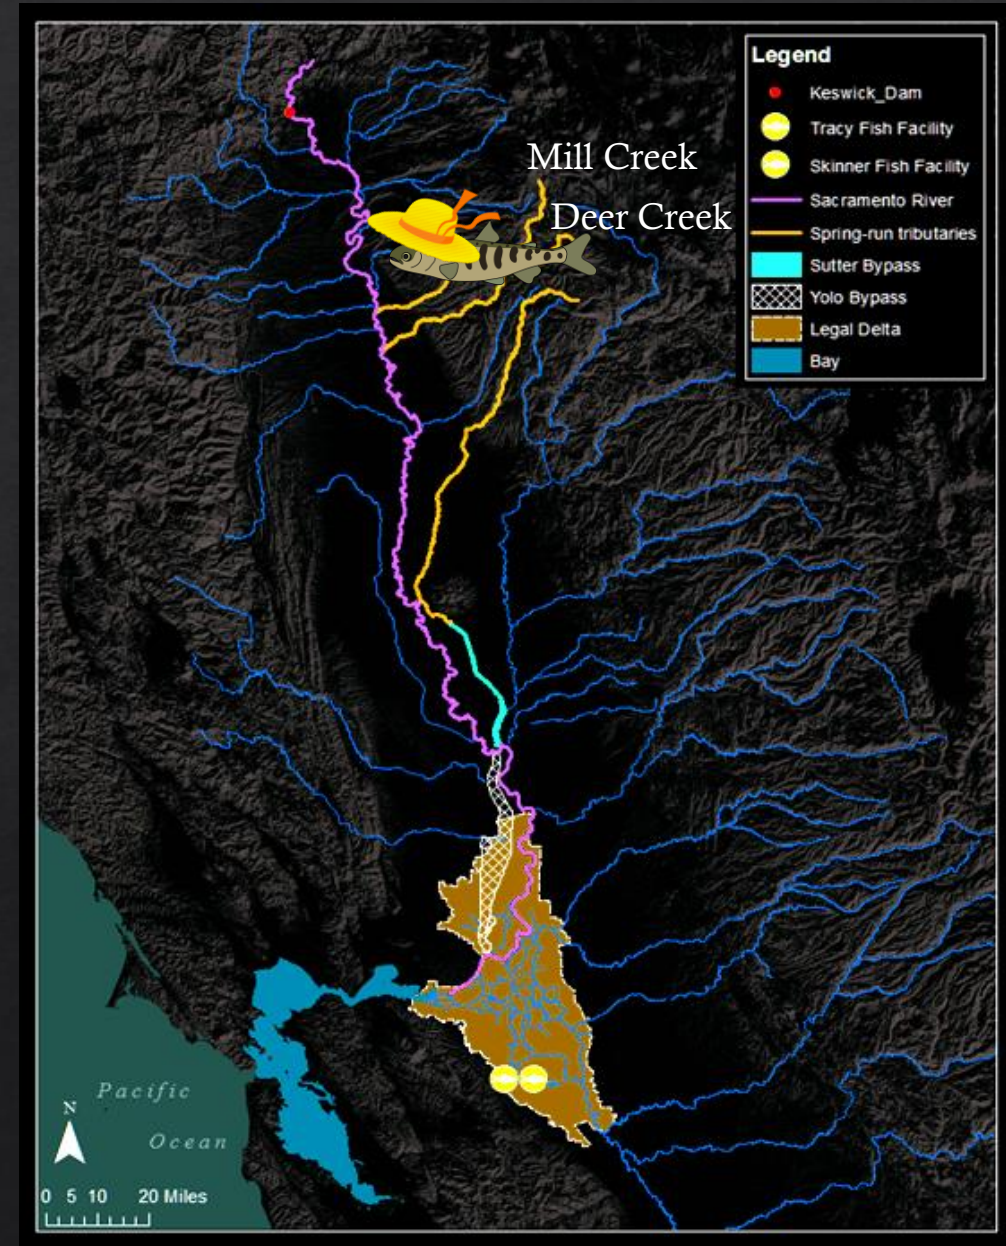 Legend
Keswick_Dam
Tracy Fish Facility
Skinner Fish Facility
Sacramento River
Spring-run tributaries
Sutter Bypass
Yolo Bypass
Legal Delta
Bay
Mill Creek
Deer Creek
Pacific
Ocean
N
0 5 10 20 Miles